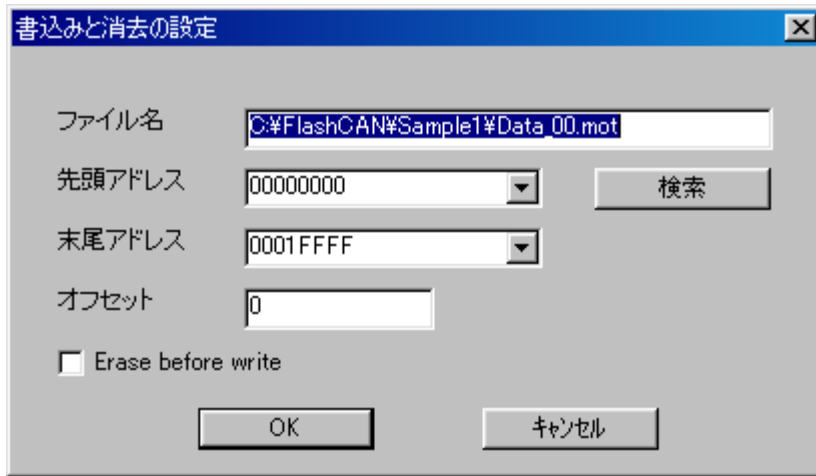 書込みと消去の設定
ファイル名 C:¥FlashCAN¥Sample1¥Data_00.mot
先頭アドレス 00000000 検索
末尾アドレス 0001FFFF
オフセット 0
Erase before write
OK キャンセル